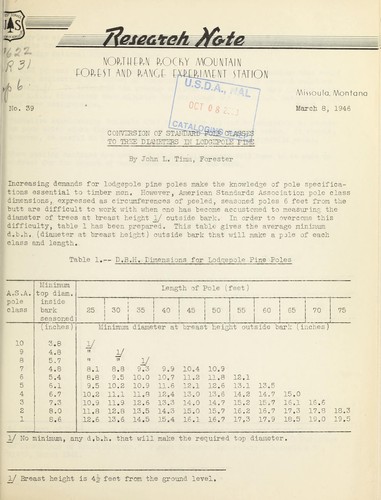 Research Note
NORTHERN ROCKY MOUNTAIN
FOREST AND RANGE EXPERIMENT STATION
U.S.D.A., NAL
OCT 08
CATALOGING
Missoula, Montana
No. 39
March 8, 1946
CONVERSION OF STANDARD POLE CLASSES
TO TREE DIAMETERS IN LODGEPOLE PINE
By John L. Timm, Forester
Increasing demands for lodgepole pine poles make the knowledge of pole specifica-
tions essential to timber men. However, American Standards Association pole class
dimensions, expressed as circumferences of peeled, seasoned poles 6 feet from the
butt are difficult to work with when one has become accustomed to measuring the
diameter of trees at breast height 1/ outside bark. In order to overcome this
difficulty, table 1 has been prepared. This table gives the average minimum
d.b.h. (diameter at breast height) outside bark that will make a pole of each
class and length.
Table 1.-- D.B.H. Dimensions for Lodgepole Pine Poles
A.S.A. pole class | Minimum top diam. inside bark seasoned | Length of Pole (feet)
25 30 35 40 45 50 55 60 65 70 75
(inches) Minimum diameter at breast height outside bark (inches)
10 3.8 1/
9 4.8 " 1/
8 5.7 " " 1/
7 4.8 8.1 8.8 9.3 9.9 10.4 10.9
6 5.4 8.8 9.5 10.0 10.7 11.2 11.8 12.1
5 6.1 9.5 10.2 10.9 11.6 12.1 12.6 13.1 13.5
4 6.7 10.2 11.1 11.8 12.4 13.0 13.6 14.2 14.7 15.0
3 7.3 10.9 11.9 12.6 13.3 14.0 14.7 15.2 15.7 16.1 16.6
2 8.0 11.8 12.8 13.5 14.3 15.0 15.7 16.2 16.7 17.3 17.8 18.3
1 8.6 12.6 13.6 14.5 15.4 16.1 16.7 17.3 17.9 18.5 19.0 19.5
1/ No minimum, any d.b.h. that will make the required top diameter.
1/ Breast height is 4½ feet from the ground level.